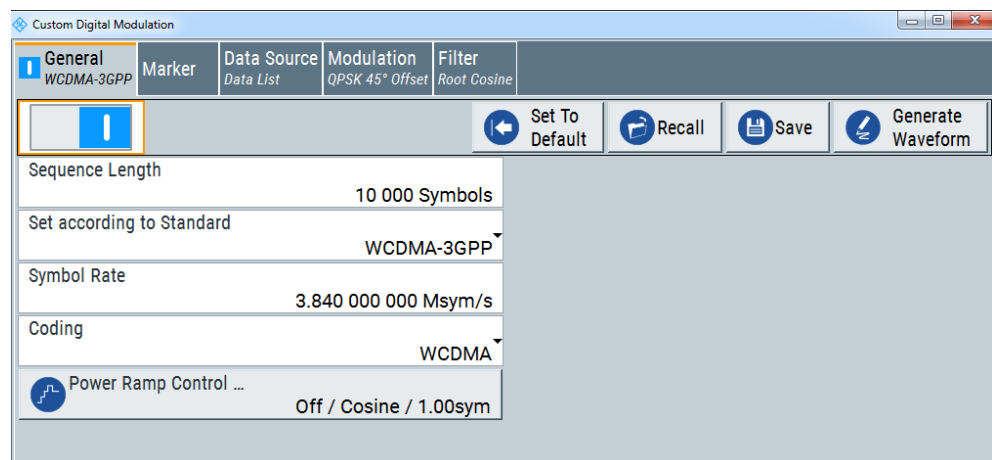 Custom Digital Modulation
General
WCDMA-3GPP
Marker
Data Source
Data List
Modulation
QPSK 45° Offset
Filter
Root Cosine
Set To
Default
Recall
Save
Generate
Waveform
Sequence Length
10 000 Symbols
Set according to Standard
WCDMA-3GPP
Symbol Rate
3.840 000 000 Msym/s
Coding
WCDMA
Power Ramp Control ...
Off / Cosine / 1.00sym